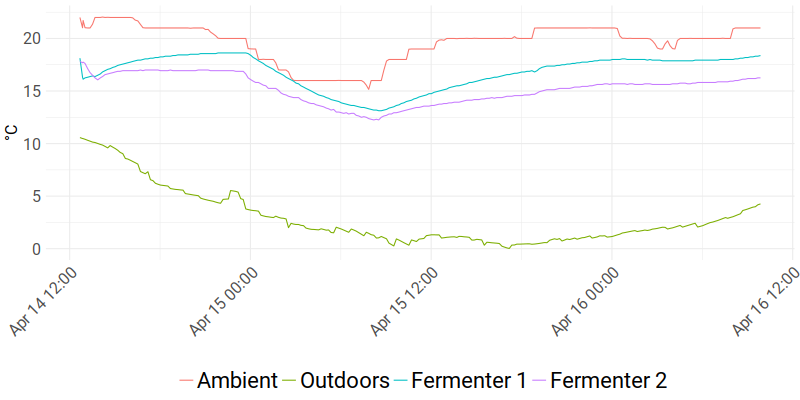 °C
20
15
10
5
0
Apr 14 12:00
Apr 15 00:00
Apr 15 12:00
Apr 16 00:00
Apr 16 12:00
Ambient Outdoors Fermenter 1 Fermenter 2